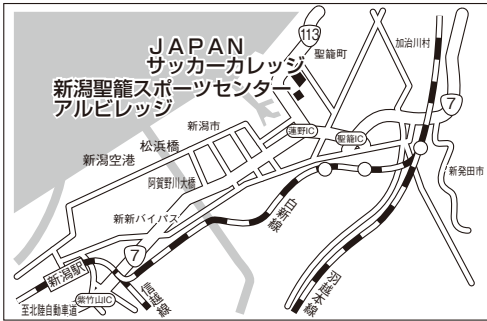 113
JAPAN
サッカーカレッジ
聖籠町
加治川村
新潟聖籠スポーツセンター
アルビレッジ
7
新潟市
蓮野IC
聖籠IC
松浜橋
新潟空港
阿賀野川大橋
新発田市
新新バイパス
白新線
7
新潟駅
羽越本線
紫竹山IC
信越線
至北陸自動車道